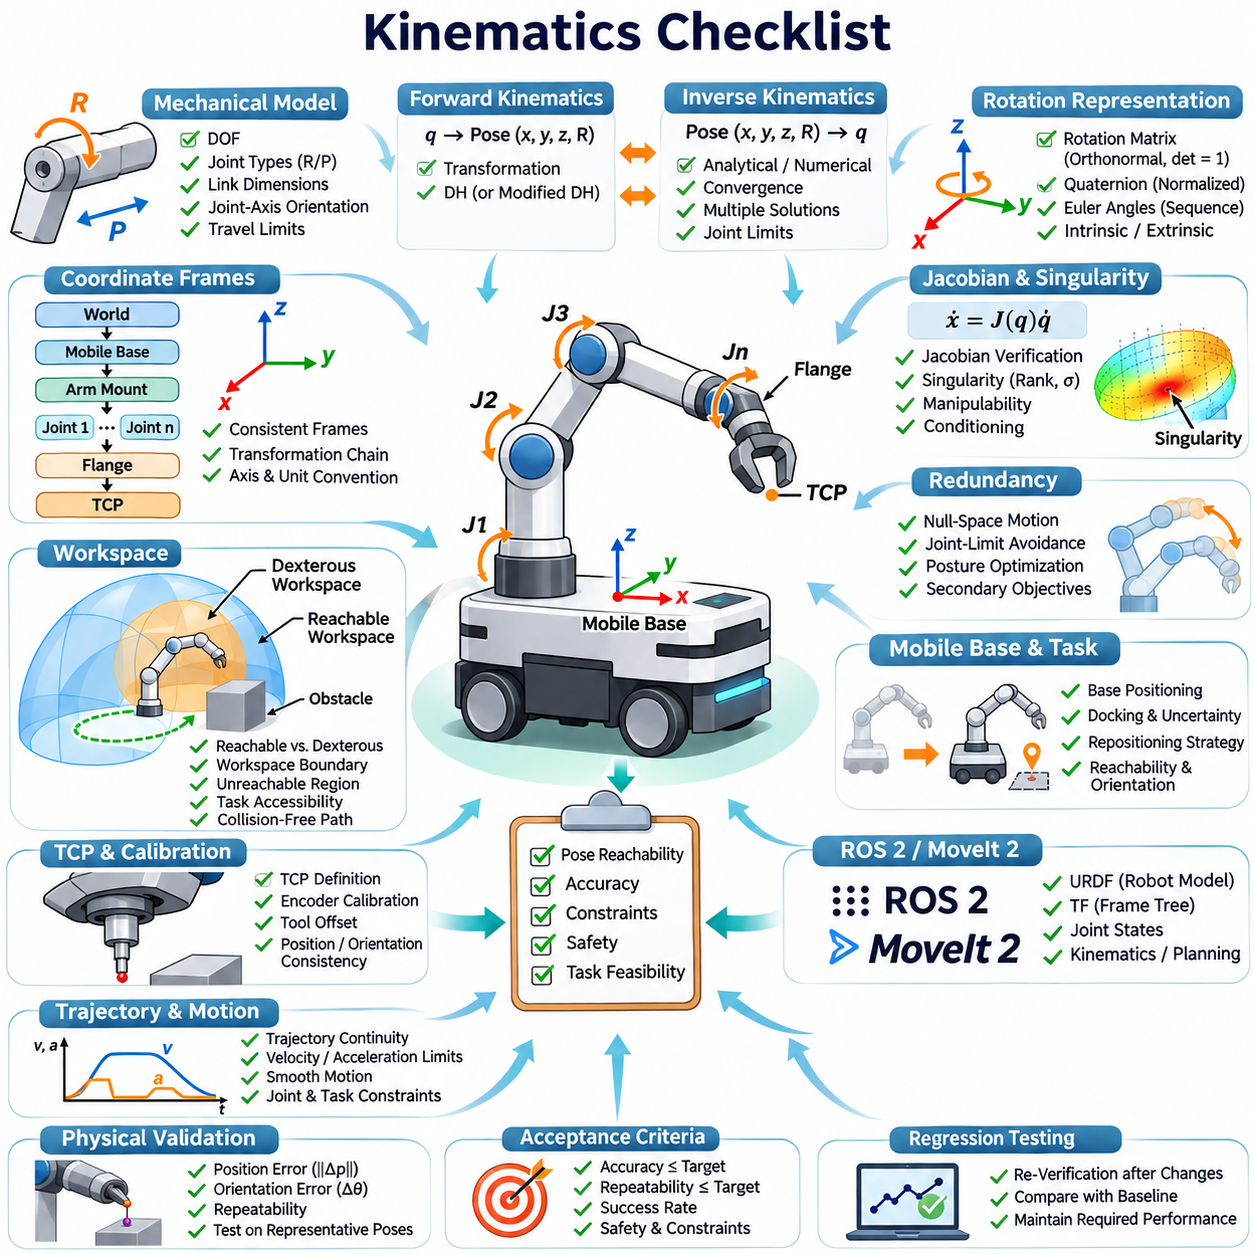 Kinematics Checklist
Mechanical Model
R
P
DOF
Joint Types (R/P)
Link Dimensions
Joint-Axis Orientation
Travel Limits
Forward Kinematics
q → Pose (x, y, z, R)
Transformation
DH (or Modified DH)
Inverse Kinematics
Pose (x, y, z, R) → q
Analytical / Numerical
Convergence
Multiple Solutions
Joint Limits
Rotation Representation
z
y
x
Rotation Matrix
(Orthonormal, det = 1)
Quaternion (Normalized)
Euler Angles (Sequence)
Intrinsic / Extrinsic
Coordinate Frames
World
Mobile Base
Arm Mount
Joint 1 ··· Joint n
Flange
TCP
z
y
x
Consistent Frames
Transformation Chain
Axis & Unit Convention
J3
J2
J1
Jn
Flange
TCP
z
y
x
Mobile Base
Jacobian & Singularity
ẋ = J(q)q̇
Jacobian Verification
Singularity (Rank, σ)
Manipulability
Conditioning
Singularity
Redundancy
Null-Space Motion
Joint-Limit Avoidance
Posture Optimization
Secondary Objectives
Workspace
Dexterous
Workspace
Reachable
Workspace
Obstacle
Reachable vs. Dexterous
Workspace Boundary
Unreachable Region
Task Accessibility
Collision-Free Path
Mobile Base & Task
Base Positioning
Docking & Uncertainty
Repositioning Strategy
Reachability &
Orientation
TCP & Calibration
TCP Definition
Encoder Calibration
Tool Offset
Position / Orientation
Consistency
Pose Reachability
Accuracy
Constraints
Safety
Task Feasibility
ROS 2 / MoveIt 2
ROS 2
MoveIt 2
URDF (Robot Model)
TF (Frame Tree)
Joint States
Kinematics / Planning
Trajectory & Motion
v, a
v
a
t
Trajectory Continuity
Velocity / Acceleration Limits
Smooth Motion
Joint & Task Constraints
Physical Validation
Position Error (||Δp||)
Orientation Error (Δθ)
Repeatability
Test on Representative Poses
Acceptance Criteria
Accuracy ≤ Target
Repeatability ≤ Target
Success Rate
Safety & Constraints
Regression Testing
Re-Verification after Changes
Compare with Baseline
Maintain Required Performance